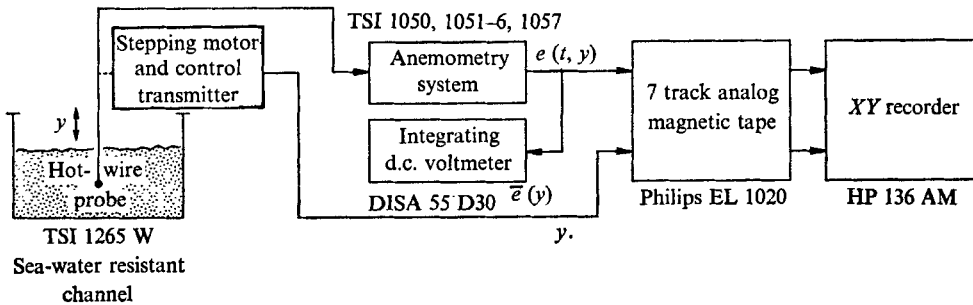 TSI 1050, 1051–6, 1057
Stepping motor
and control
transmitter
Anemometry
system
e (t, y)
7 track analog
magnetic tape
XY recorder
y
Integrating
d.c. voltmeter
Hot- wire
probe
DISA 55 D30
e̅ (y)
Philips EL 1020
HP 136 AM
TSI 1265 W
y.
Sea-water resistant
channel